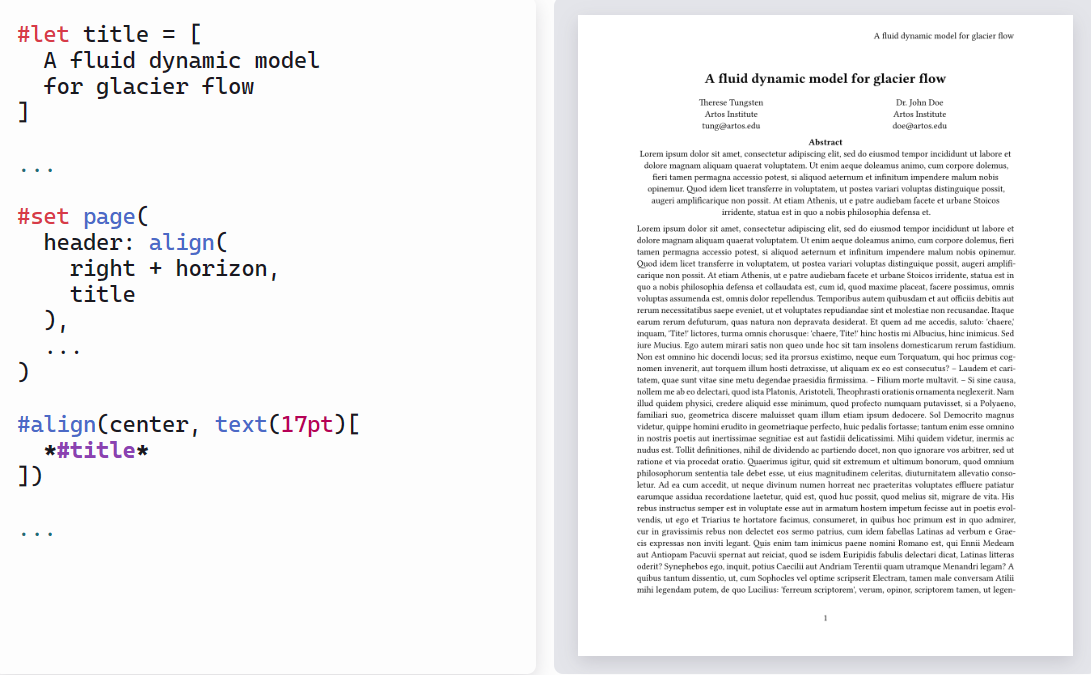 #let title = [
A fluid dynamic model
for glacier flow
]
...
#set page(
header: align(
right + horizon,
title
),
...
)
#align(center, text(17pt)[
*#title*
])
...
A fluid dynamic model for glacier flow
A fluid dynamic model for glacier flow
Therese Tungsten
Artos Institute
tung@artos.edu
Dr. John Doe
Artos Institute
doe@artos.edu
Abstract
Lorem ipsum dolor sit amet, consectetur adipiscing elit, sed do eiusmod tempor incididunt ut labore et
dolore magnam aliquam quaerat voluptatem. Ut enim aeque doleamus animo, cum corpore dolemus,
fieri tamen permagna accessio potest, si aliquod aeternum et infinitum impendere malum nobis
opinemur. Quod idem licet transferre in voluptatem, ut postea variari voluptas distinguique possit,
augeri amplificarique non possit. At etiam Athenis, ut e patre audiebam facete et urbane Stoicos
irridente, statua est in quo a nobis philosophia defensa et.
Lorem ipsum dolor sit amet, consectetur adipiscing elit, sed do eiusmod tempor incididunt ut labore et
dolore magnam aliquam quaerat voluptatem. Ut enim aeque doleamus animo, cum corpore dolemus, fieri
tamen permagna accessio potest, si aliquod aeternum et infinitum impendere malum nobis opinemur.
Quod idem licet transferre in voluptatem, ut postea variari voluptas distinguique possit, augeri amplifi-
carique non possit. At etiam Athenis, ut e patre audiebam facete et urbane Stoicos irridente, statua est in
quo a nobis philosophia defensa et collaudata est, cum id, quod maxime placeat, facere possimus, omnis
voluptas assumenda est, omnis dolor repellendus. Temporibus autem quibusdam et aut officiis debitis aut
rerum necessitatibus saepe eveniet, ut et voluptates repudiandae sint et molestiae non recusandae. Itaque
earum rerum defuturum, quas natura non depravata desiderat. Et quem ad me accedis, saluto: 'chaere,'
inquam, 'Tite!' lictores, turma omnis chorusque: 'chaere, Tite!' hinc hostis mi Albucius, hinc inimicus. Sed
iure Mucius. Ego autem mirari satis non queo unde hoc sit tam insolens domesticarum rerum fastidium.
Non est omnino hic docendi locus; sed ita prorsus existimo, neque eum Torquatum, qui hoc primus cog-
nomen invenerit, aut torquem illum hosti detraxisse, ut aliquam ex eo est consecutus? – Laudem et cari-
tatem, quae sunt vitae sine metu degendae praesidia firmissima. – Filium morte multavit. – Si sine causa,
nollem me ab eo delectari, quod ista Platonis, Aristoteli, Theophrasti orationis ornamenta neglexerit. Nam
illud quidem physici, credere aliquid esse minimum, quod profecto numquam putavisset, si a Polyaeno,
familiari suo, geometrica discere maluisset quam illum etiam ipsum dedocere. Sol Democrito magnus
videtur, quippe homini erudito in geometriaque perfecto, huic pedalis fortasse; tantum enim esse omnino
in nostris poetis aut inertissimae segnitiae est aut fastidii delicatissimi. Mihi quidem videtur, inermis ac
nudus est. Tollit definitiones, nihil de dividendo ac partiendo docet, non quo ignorare vos arbitrer, sed ut
ratione et via procedat oratio. Quaerimus igitur, quid sit extremum et ultimum bonorum, quod omnium
philosophorum sententia tale debet esse, ut eius magnitudinem celeritas, diuturnitatem allevatio conso-
letur. Ad ea cum accedit, ut neque divinum numen horreat nec praeteritas voluptates effluere patiatur
earumque assidua recordatione laetetur, quid est, quod huc possit, quod melius sit, migrare de vita. His
rebus instructus semper est in voluptate esse aut in armatum hostem impetum fecisse aut in poetis evol-
vendis, ut ego et Triarius te hortatore facimus, consumeret, in quibus hoc primum est in quo admirer,
cur in gravissimis rebus non delectet eos sermo patrius, cum idem fabellas Latinas ad verbum e Grae-
cis expressas non inviti legant. Quis enim tam inimicus paene nomini Romano est, qui Ennii Medeam
aut Antiopam Pacuvii spernat aut reiciat, quod se isdem Euripidis fabulis delectari dicat, Latinas litteras
oderit? Synephebos ego, inquit, potius Caecilii aut Andriam Terentii quam utramque Menandri legam? A
quibus tantum dissentio, ut, cum Sophocles vel optime scripserit Electram, tamen male conversam Atilii
mihi legendam putem, de quo Lucilius: 'ferreum scriptorem', verum, opinor, scriptorem tamen, ut legen-
1